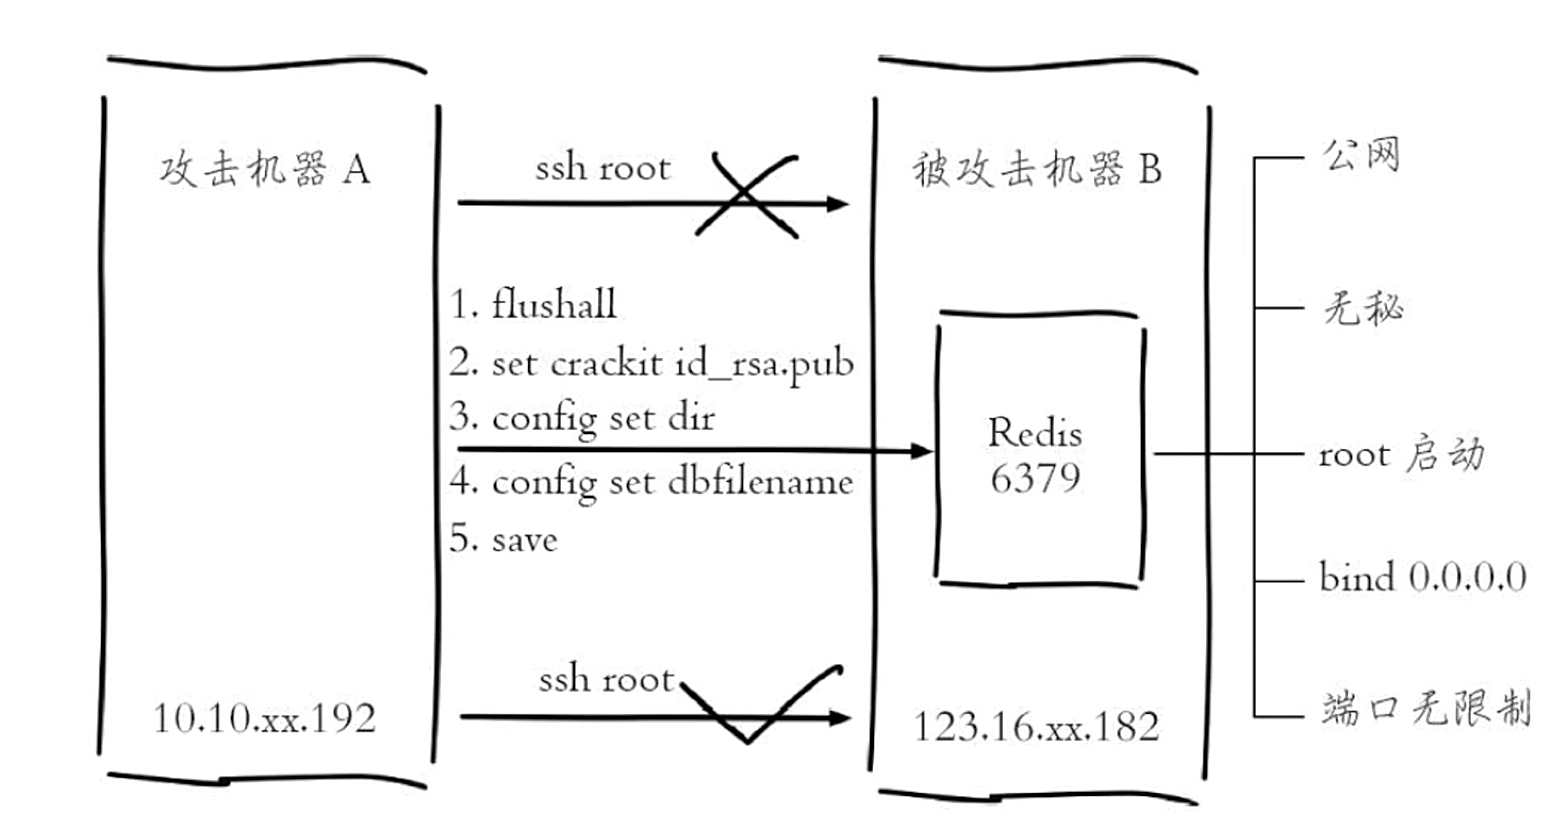 攻击机器 A
ssh root
被攻击机器 B
公网
1. flushall
2. set crackit id_rsa.pub
3. config set dir
4. config set dbfilename
5. save
Redis
6379
无秘
root 启动
bind 0.0.0.0
端口无限制
ssh root
10.10.xx.192
123.16.xx.182